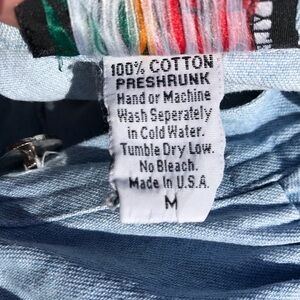 100% COTTON
PRESHRUNK
Hand or Machine
Wash Seperately
in Cold Water.
Tumble Dry Low.
No Bleach.
Made in U.S.A.
M